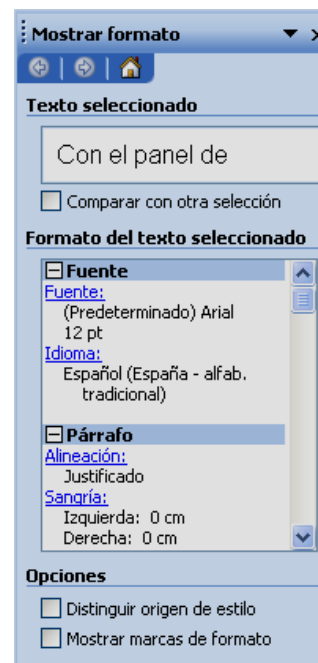 Mostrar formato
Texto seleccionado
Con el panel de
Comparar con otra selección
Formato del texto seleccionado
Fuente
Fuente:
(Predeterminado) Arial
12 pt
Idioma:
Español (España - alfab.
tradicional)
Párrafo
Alineación:
Justificado
Sangría:
Izquierda: 0 cm
Derecha: 0 cm
Opciones
Distinguir origen de estilo
Mostrar marcas de formato